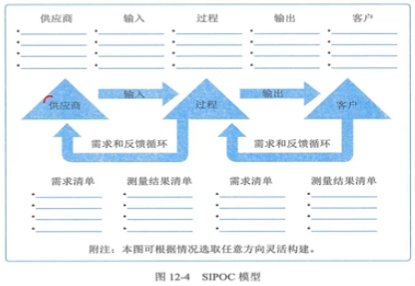 供应商 输入 过程 输出 客户
输入 输出
供应商 过程 客户
需求和反馈循环 需求和反馈循环
需求清单 测量结果清单 需求清单 测量结果清单
附注：本图可根据情况选取任意方向灵活构建。
图 12-4 SIPOC 模型